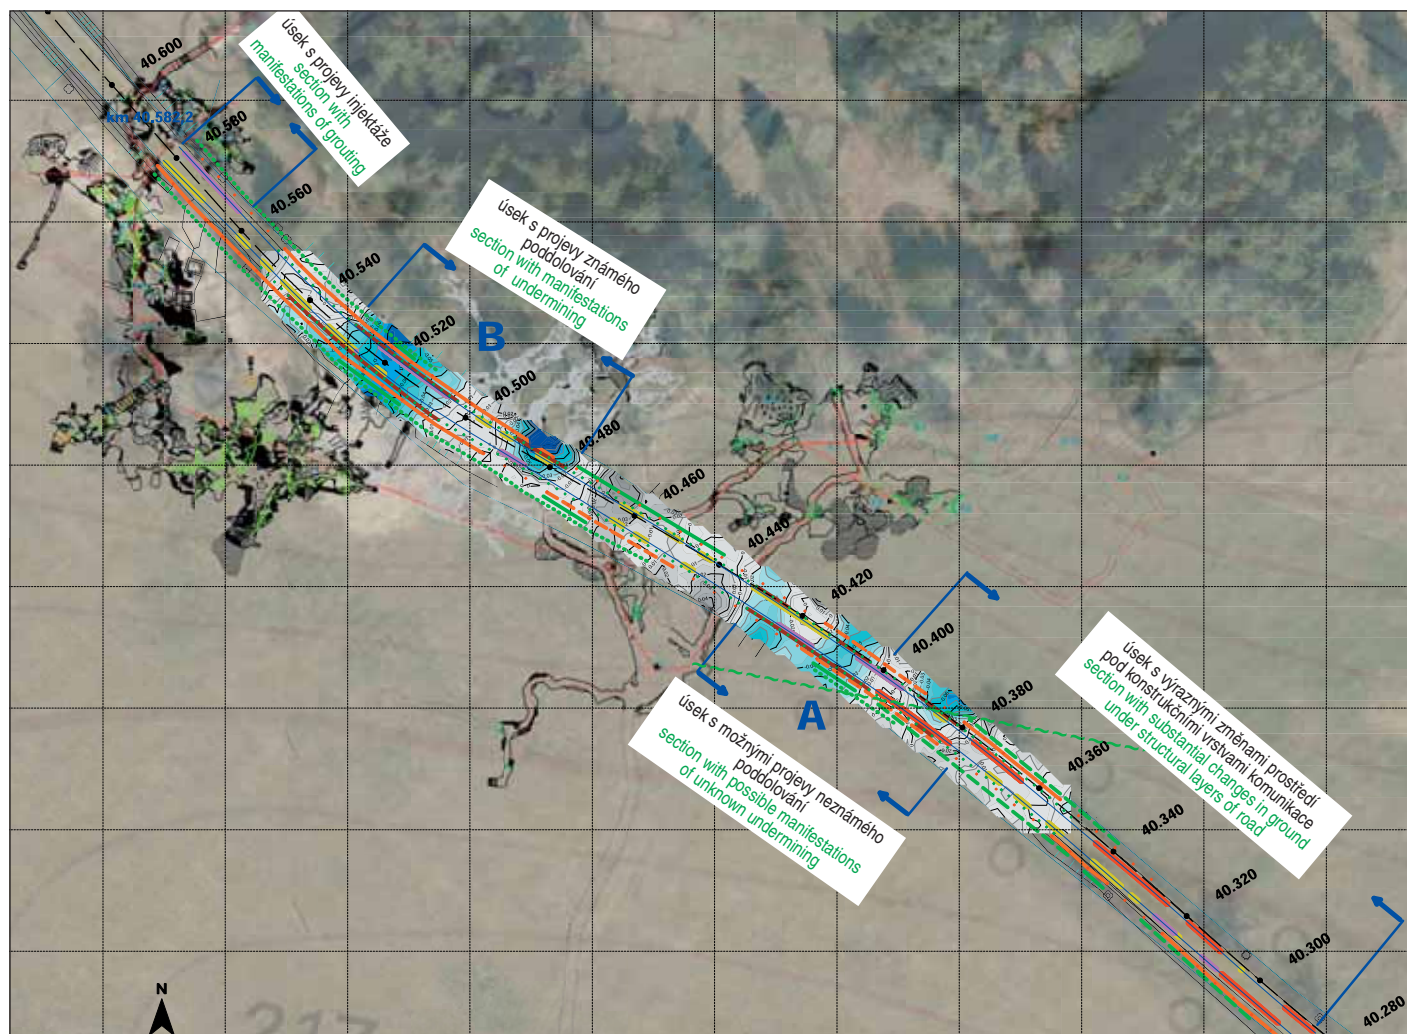 40.600
úsek s projevy injektáže
section with
manifestations of grouting
km 40,582.2
40.580
40.560
úsek s projevy známého
poddolování
section with manifestations
of undermining
40.540
40.520
B
40.500
40.480
40.460
40.440
40.420
40.400
úsek s výraznými změnami prostředí
pod konstrukčními vrstvami komunikace
section with substantial changes in ground
under structural layers of road
40.380
A
úsek s možnými projevy neznámého
poddolování
section with possible manifestations
of unknown undermining
40.360
40.340
40.320
40.300
40.280
N
217